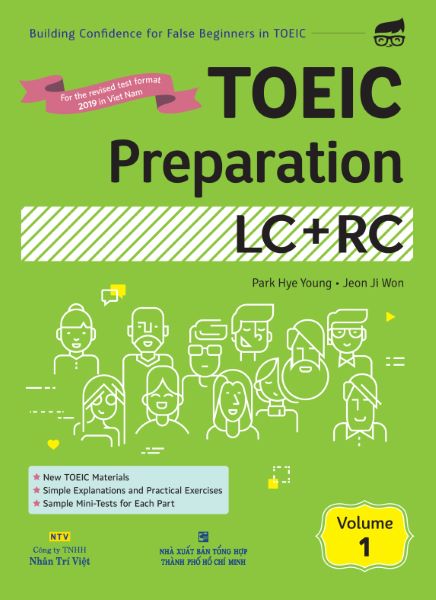 Building Confidence for False Beginners in TOEIC
For the revised test format
2019 in Viet Nam
TOEIC
Preparation
LC+RC
Park Hye Young • Jeon Ji Won
New TOEIC Materials
Simple Explanations and Practical Exercises
Sample Mini-Tests for Each Part
Volume
1
NTV
Công ty TNHH
Nhân Trí Việt
NHÀ XUẤT BẢN TỔNG HỢP
THÀNH PHỐ HỒ CHÍ MINH